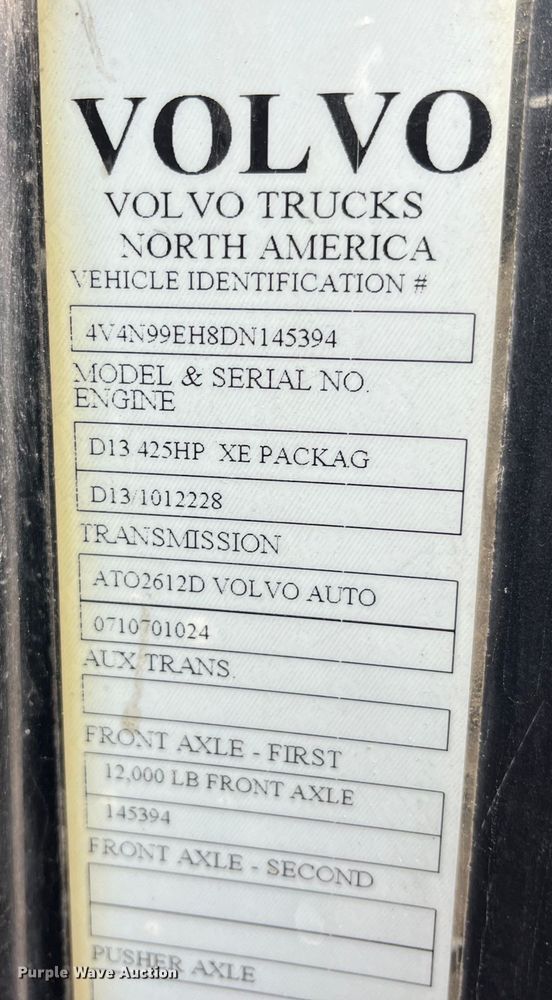 VOLVO
VOLVO TRUCKS
NORTH AMERICA
VEHICLE IDENTIFICATION #
4V4N99EH8DN145394
MODEL & SERIAL NO.
ENGINE
D13 425HP XE PACKAG
D13/1012228
TRANSMISSION
ATO2612D VOLVO AUTO
0710701024
AUX TRANS.
FRONT AXLE - FIRST
12,000 LB FRONT AXLE
145394
FRONT AXLE - SECOND
PUSHER AXLE
Purple Wave Auction